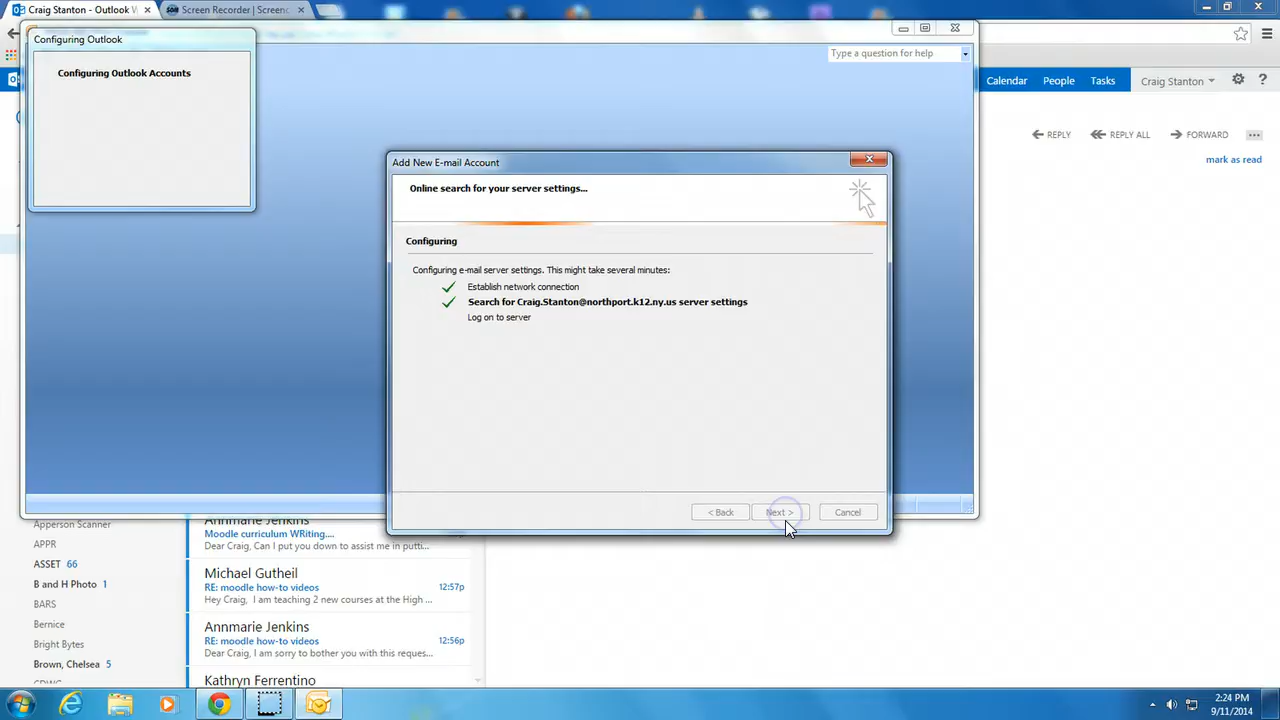 Craig Stanton - Outlook W
Screen Recorder | Screenc
Configuring Outlook
Configuring Outlook Accounts
Type a question for help
Calendar People Tasks
Craig Stanton
REPLY REPLY ALL FORWARD
mark as read
Add New E-mail Account
Online search for your server settings...
Configuring
Configuring e-mail server settings. This might take several minutes:
Establish network connection
Search for Craig.Stanton@northport.k12.ny.us server settings
Log on to server
< Back
Next >
Cancel
Apperson Scanner
APPR
ASSET 66
B and H Photo 1
BARS
Bernice
Bright Bytes
Brown, Chelsea 5
CDWG
Annmarie Jenkins
Moodle curriculum WRiting....
Dear Craig, Can I put you down to assist me in putti...
Michael Gutheil
RE: moodle how-to videos 12:57p
Hey Craig, I am teaching 2 new courses at the High ...
Annmarie Jenkins
RE: moodle how-to videos 12:56p
Dear Craig, I am sorry to bother you with this reques...
Kathryn Ferrentino
2:24 PM
9/11/2014